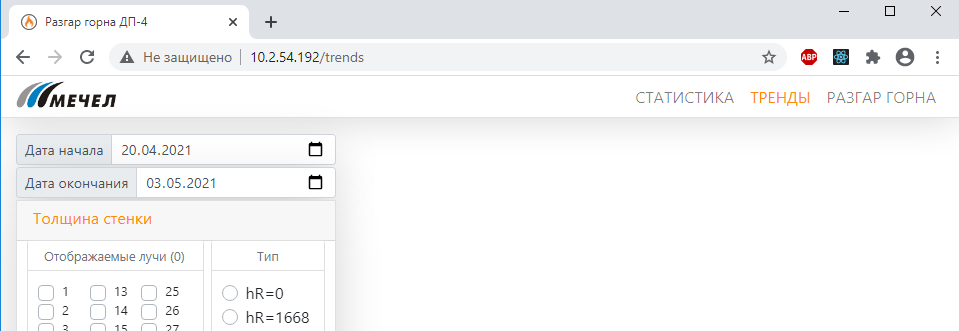 Разгар горна ДП-4
Не защищено 10.2.54.192/trends
ABP
МЕЧЕЛ СТАТИСТИКА ТРЕНДЫ РАЗГАР ГОРНА
Дата начала 20.04.2021
Дата окончания 03.05.2021
Толщина стенки
Отображаемые лучи (0) Тип
1 13 25 hR=0
2 14 26 hR=1668
3 15 27